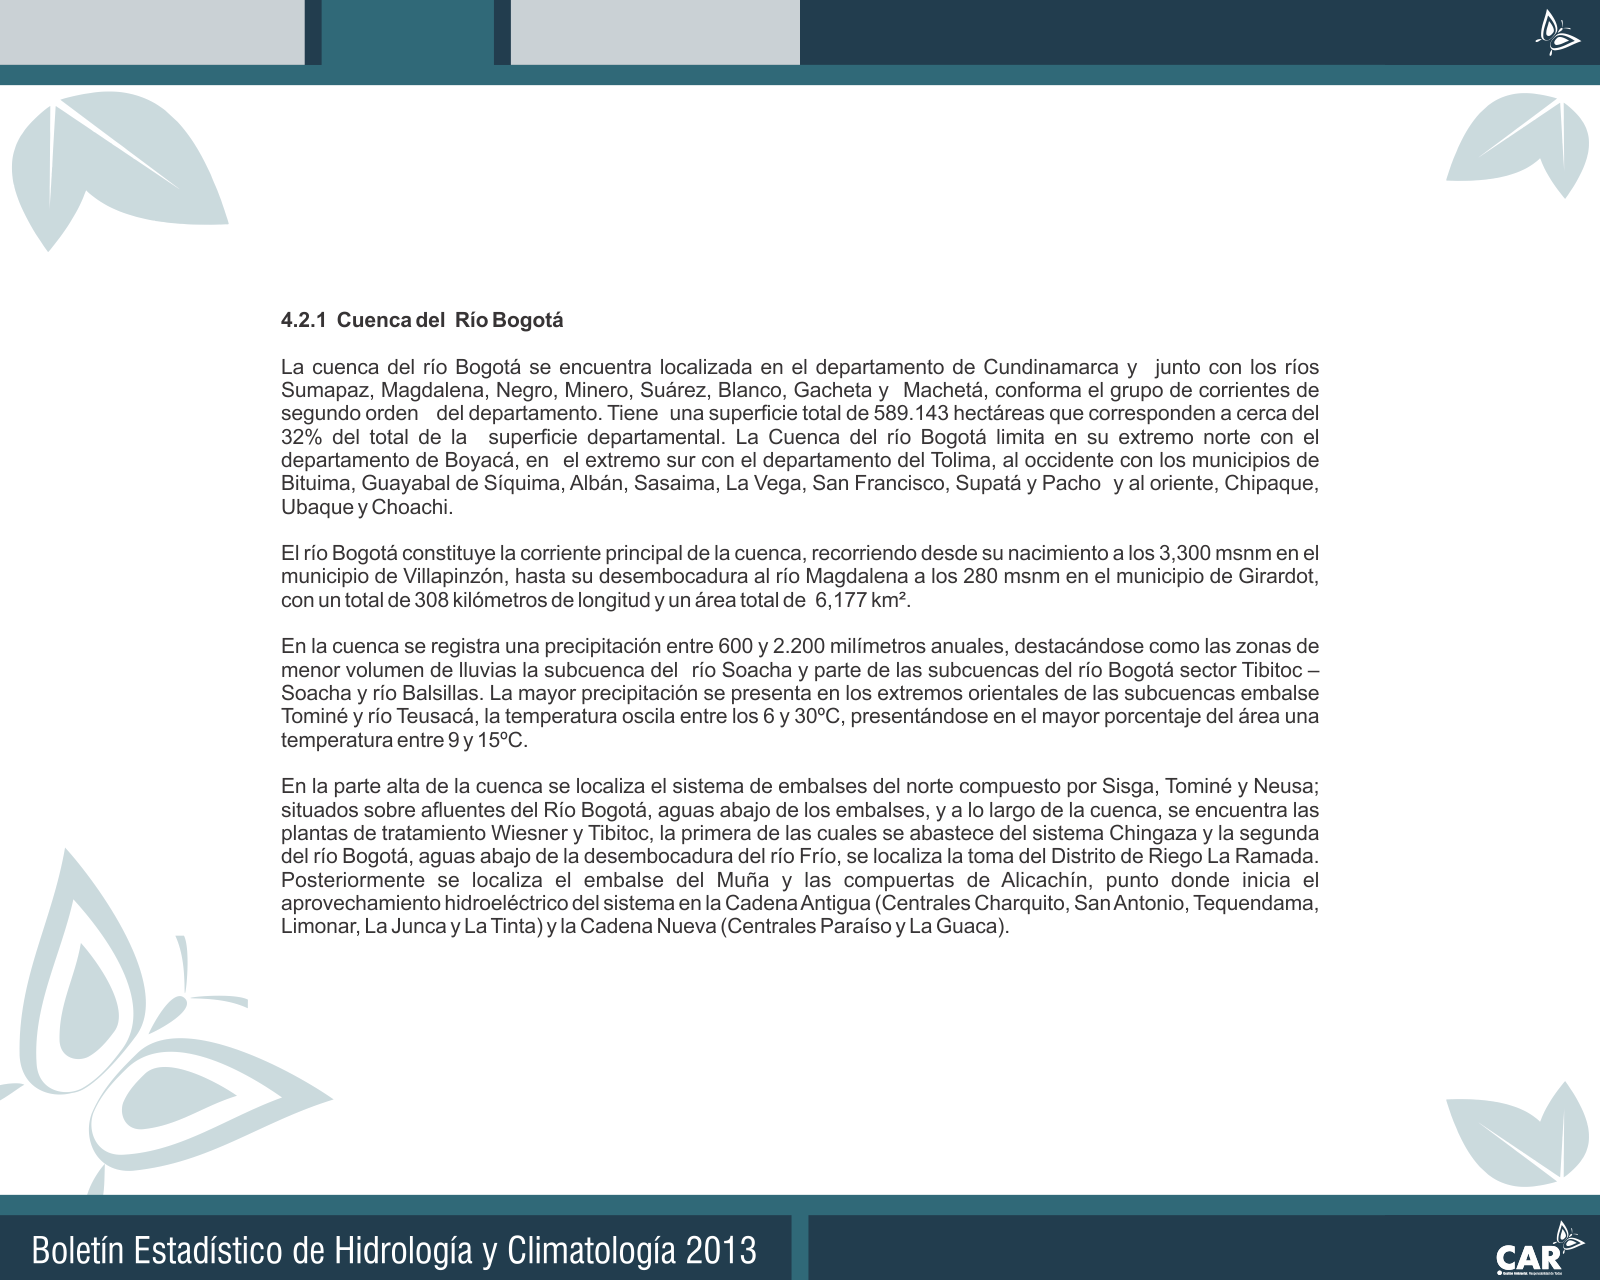 4.2.1 Cuenca del Río Bogotá
La cuenca del río Bogotá se encuentra localizada en el departamento de Cundinamarca y junto con los ríos
Sumapaz, Magdalena, Negro, Minero, Suárez, Blanco, Gacheta y Machetá, conforma el grupo de corrientes de
segundo orden del departamento. Tiene una superficie total de 589.143 hectáreas que corresponden a cerca del
32% del total de la superficie departamental. La Cuenca del río Bogotá limita en su extremo norte con el
departamento de Boyacá, en el extremo sur con el departamento del Tolima, al occidente con los municipios de
Bituima, Guayabal de Síquima, Albán, Sasaima, La Vega, San Francisco, Supatá y Pacho y al oriente, Chipaque,
Ubaque y Choachi.
El río Bogotá constituye la corriente principal de la cuenca, recorriendo desde su nacimiento a los 3,300 msnm en el
municipio de Villapinzón, hasta su desembocadura al río Magdalena a los 280 msnm en el municipio de Girardot,
con un total de 308 kilómetros de longitud y un área total de 6,177 km².
En la cuenca se registra una precipitación entre 600 y 2.200 milímetros anuales, destacándose como las zonas de
menor volumen de lluvias la subcuenca del río Soacha y parte de las subcuencas del río Bogotá sector Tibitoc –
Soacha y río Balsillas. La mayor precipitación se presenta en los extremos orientales de las subcuencas embalse
Tominé y río Teusacá, la temperatura oscila entre los 6 y 30ºC, presentándose en el mayor porcentaje del área una
temperatura entre 9 y 15ºC.
En la parte alta de la cuenca se localiza el sistema de embalses del norte compuesto por Sisga, Tominé y Neusa;
situados sobre afluentes del Río Bogotá, aguas abajo de los embalses, y a lo largo de la cuenca, se encuentra las
plantas de tratamiento Wiesner y Tibitoc, la primera de las cuales se abastece del sistema Chingaza y la segunda
del río Bogotá, aguas abajo de la desembocadura del río Frío, se localiza la toma del Distrito de Riego La Ramada.
Posteriormente se localiza el embalse del Muña y las compuertas de Alicachín, punto donde inicia el
aprovechamiento hidroeléctrico del sistema en la Cadena Antigua (Centrales Charquito, San Antonio, Tequendama,
Limonar, La Junca y La Tinta) y la Cadena Nueva (Centrales Paraíso y La Guaca).
Boletín Estadístico de Hidrología y Climatología 2013
CAR